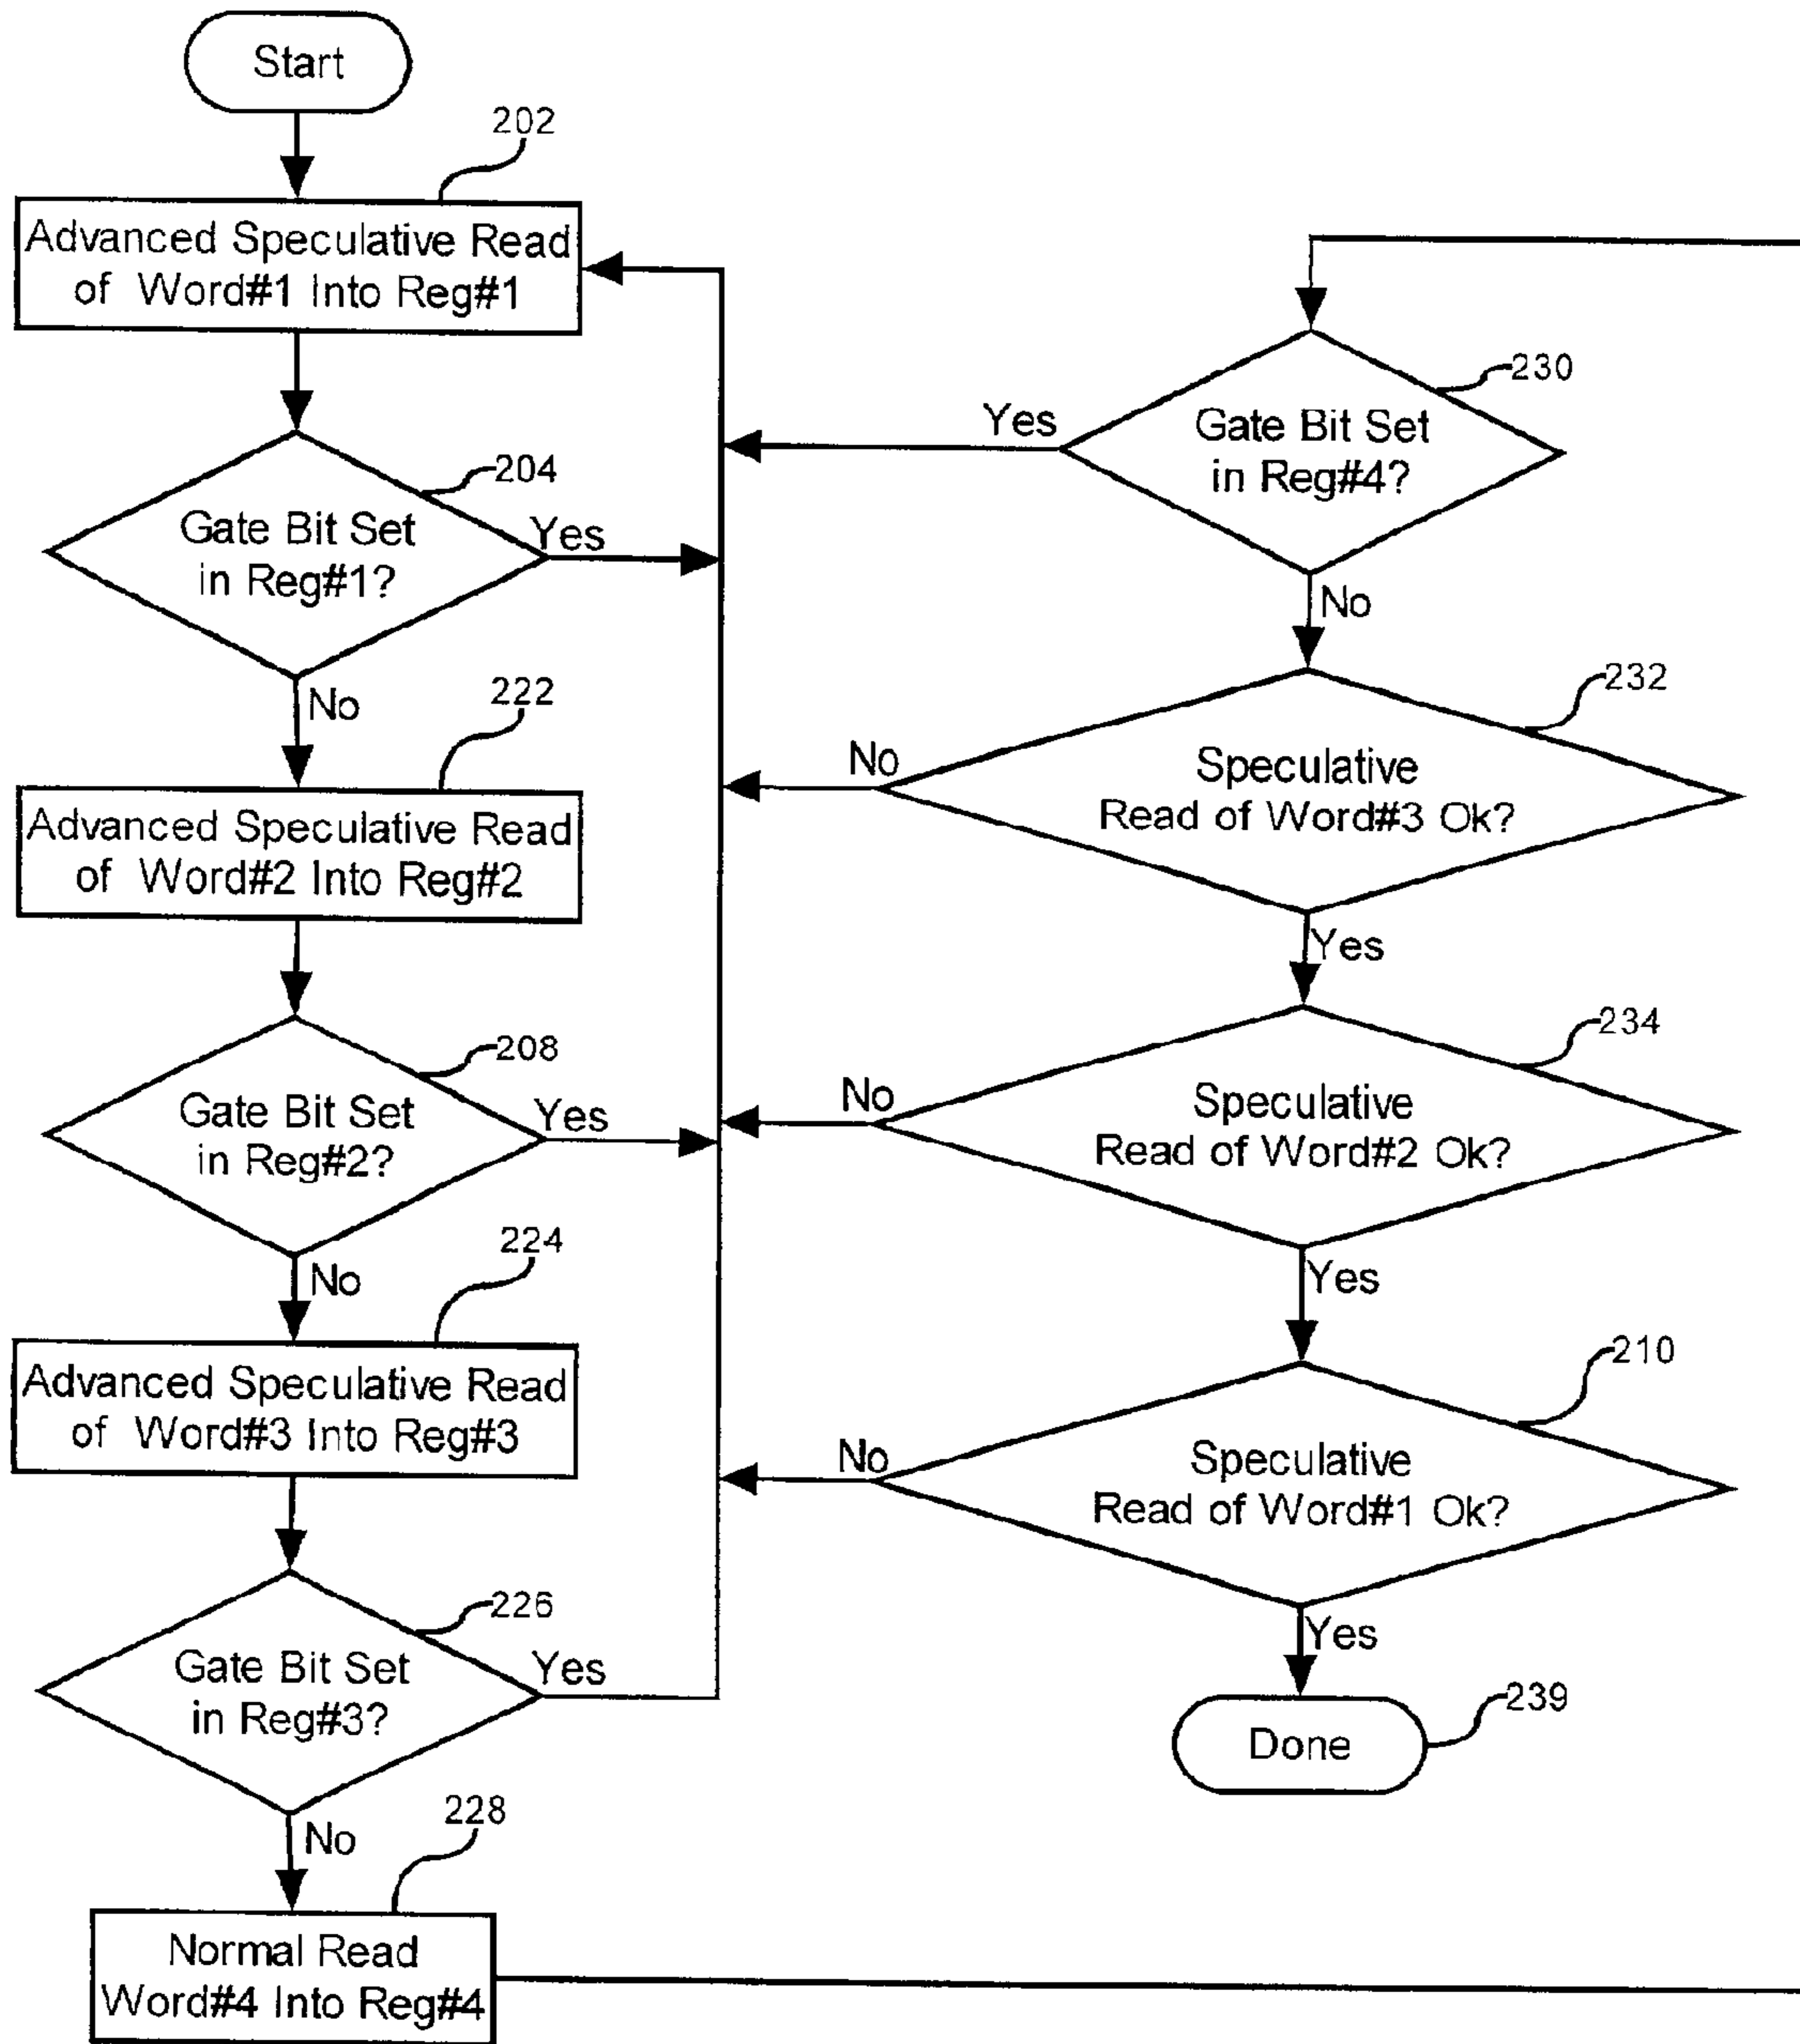 Start
202
Advanced Speculative Read
of Word#1 Into Reg#1
204
Gate Bit Set
in Reg#1?
Yes
No
222
Advanced Speculative Read
of Word#2 Into Reg#2
208
Gate Bit Set
in Reg#2?
Yes
No
224
Advanced Speculative Read
of Word#3 Into Reg#3
226
Gate Bit Set
in Reg#3?
Yes
No
228
Normal Read
Word#4 Into Reg#4
230
Gate Bit Set
in Reg#4?
Yes
No
232
Speculative
Read of Word#3 Ok?
No
Yes
234
Speculative
Read of Word#2 Ok?
No
Yes
210
Speculative
Read of Word#1 Ok?
No
Yes
239
Done